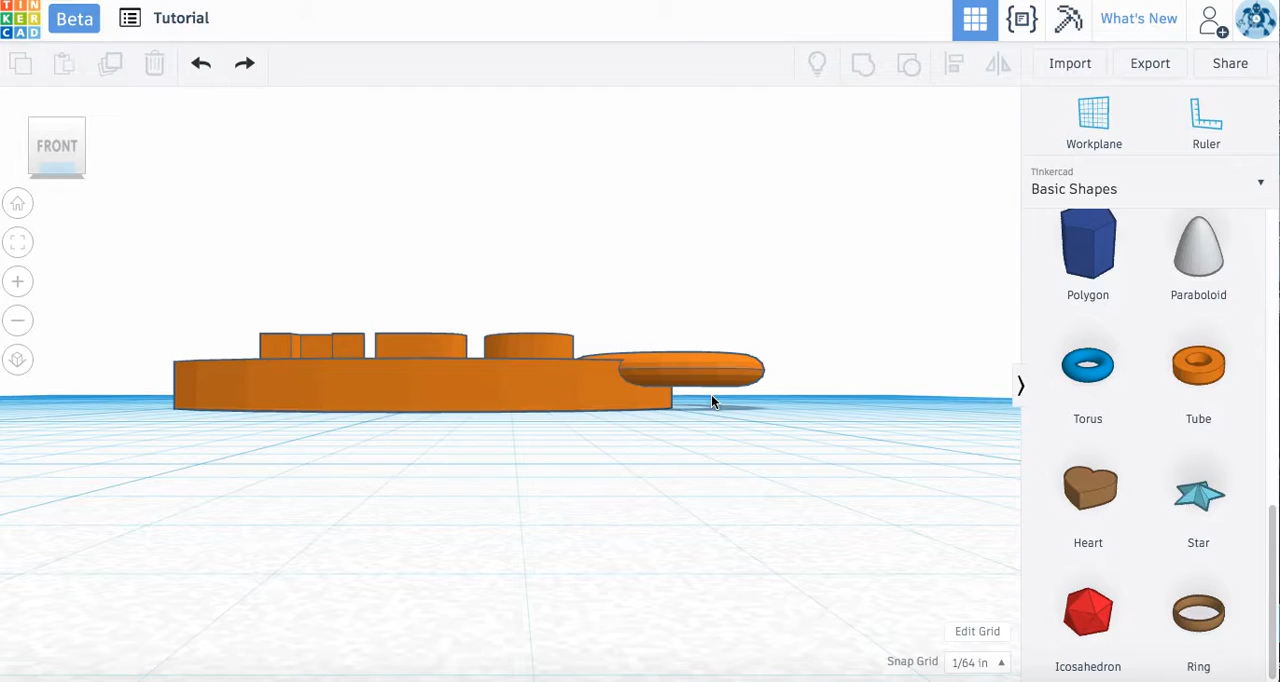 TIN
KER
CAD
Beta
Tutorial
What's New
Import
Export
Share
FRONT
Workplane
Ruler
Tinkercad
Basic Shapes
Polygon
Paraboloid
Torus
Tube
Heart
Star
Icosahedron
Ring
Edit Grid
Snap Grid
1/64 in